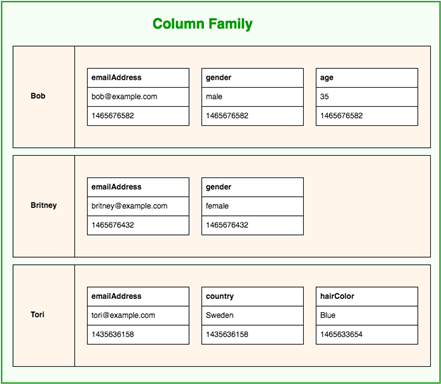 Column Family
emailAddress gender age
bob@example.com male 35
Bob
1465676582 1465676582 1465676582
emailAddress gender
britney@example.com female
Britney
1465676432 1465676432
emailAddress country hairColor
tori@example.com Sweden Blue
Tori
1435636158 1435636158 1465633654